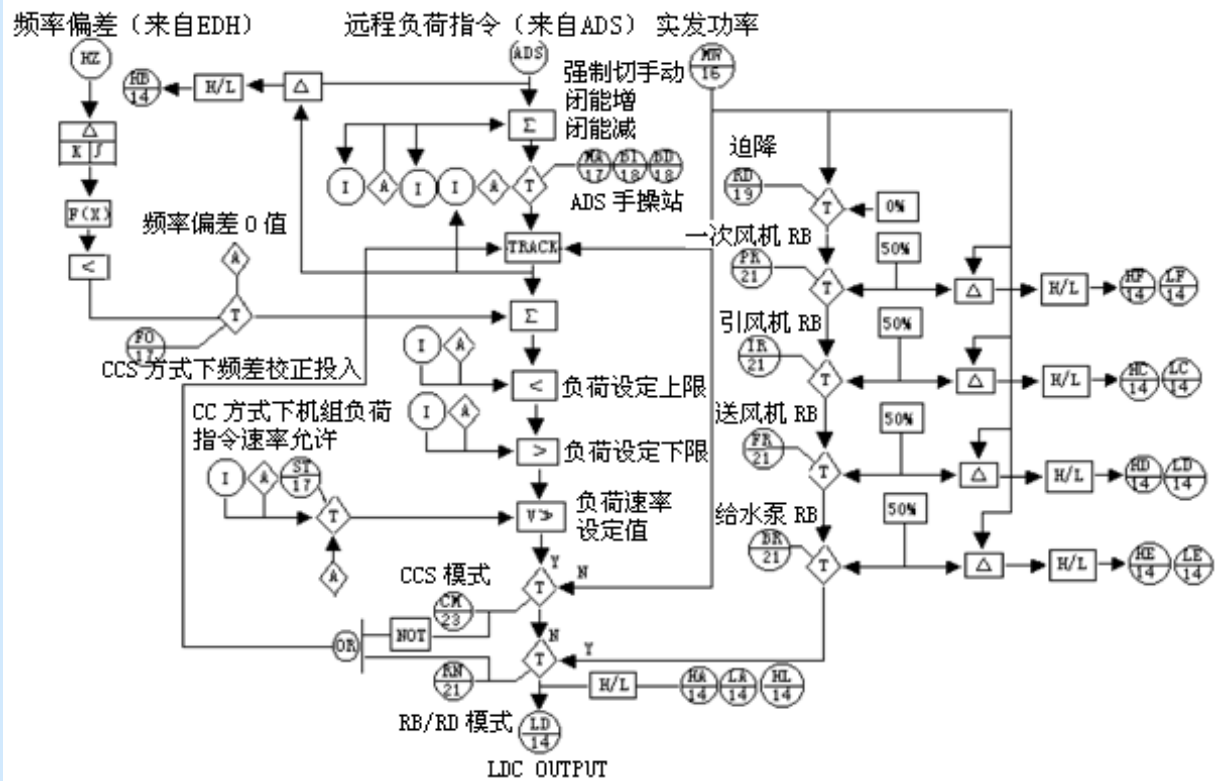 频率偏差（来自EDH）
远程负荷指令（来自ADS）
实发功率
HZ
ADS
MW
16
HB
14
H/L
△
强制切手动
闭能增
闭能减
Σ
△
K ∫
MA
17
BI
18
BD
18
I
A
I
I
A
T
ADS 手操站
迫降
RD
19
T
0%
F(X)
频率偏差 0 值
A
TRACK
一次风机 RB
50%
<
PR
21
T
△
H/L
HF
14
LF
14
T
Σ
FO
17
引风机 RB
50%
CCS 方式下频差校正投入
I
A
<
负荷设定上限
IR
21
T
△
H/L
HC
14
LC
14
CC 方式下机组负荷
指令速率允许
I
A
>
负荷设定下限
送风机 RB
50%
FR
21
T
△
H/L
HD
14
LD
14
I
A
ST
17
T
A
V≯
负荷速率
设定值
给水泵 RB
50%
BR
21
T
△
H/L
HE
14
LE
14
CCS 模式
Y
N
T
CM
23
NOT
OR
N
Y
T
RN
21
H/L
HA
14
LA
14
HL
14
RB/RD 模式
LD
14
LDC OUTPUT